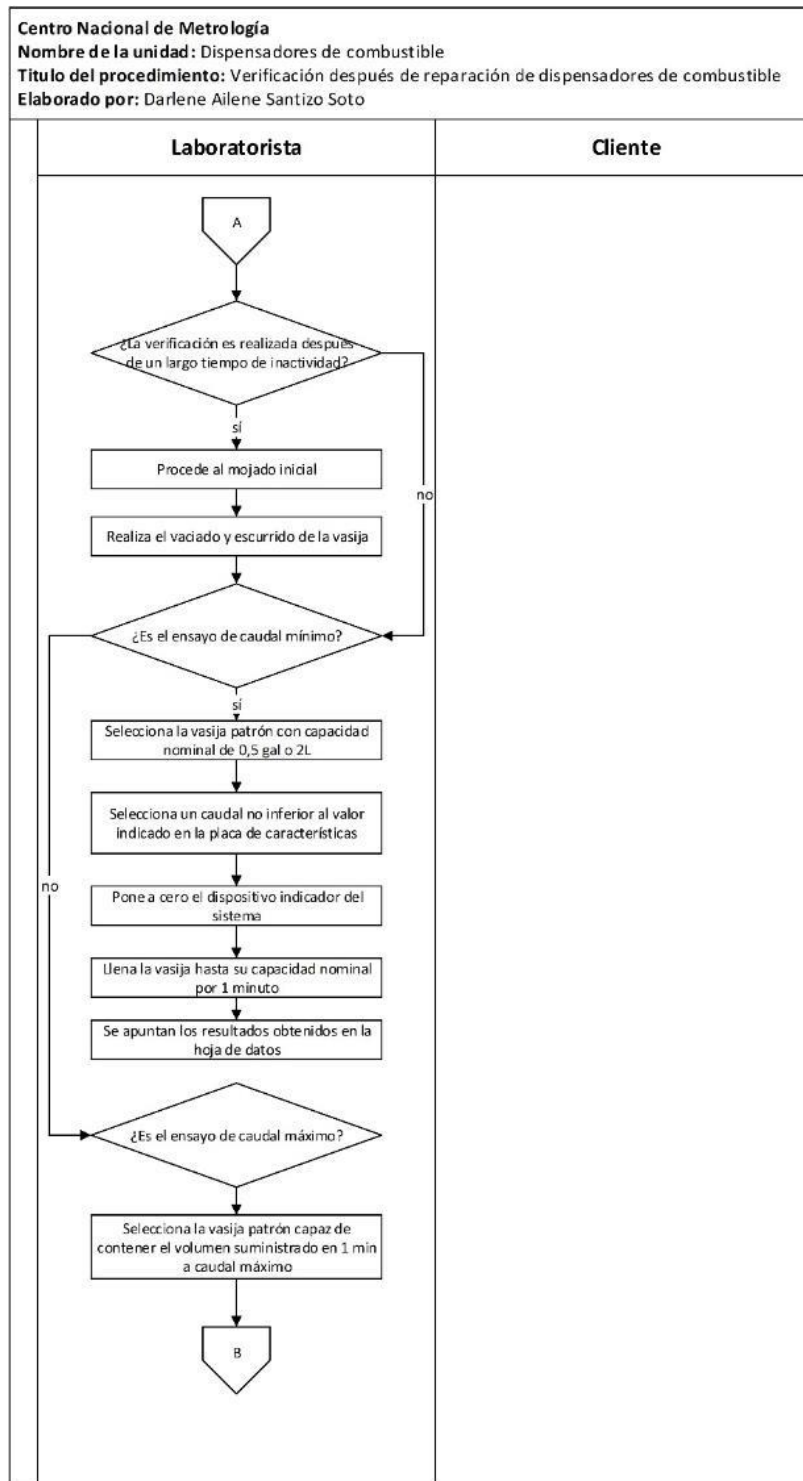 Centro Nacional de Metrología
Nombre de la unidad: Dispensadores de combustible
Titulo del procedimiento: Verificación después de reparación de dispensadores de combustible
Elaborado por: Darlene Ailene Santizo Soto
Laboratorista
Cliente
A
¿La verificación es realizada después
de un largo tiempo de inactividad?
sí
Procede al mojado inicial
no
Realiza el vaciado y escurrido de la vasija
¿Es el ensayo de caudal mínimo?
sí
Selecciona la vasija patrón con capacidad
nominal de 0,5 gal o 2L
Selecciona un caudal no inferior al valor
indicado en la placa de características
no
Pone a cero el dispositivo indicador del
sistema
Llena la vasija hasta su capacidad nominal
por 1 minuto
Se apuntan los resultados obtenidos en la
hoja de datos
¿Es el ensayo de caudal máximo?
Selecciona la vasija patrón capaz de
contener el volumen suministrado en 1 min
a caudal máximo
B